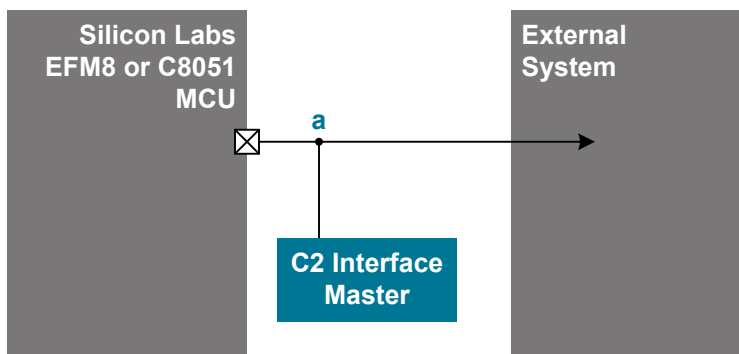 Silicon Labs
EFM8 or C8051
MCU
External
System
a
C2 Interface
Master